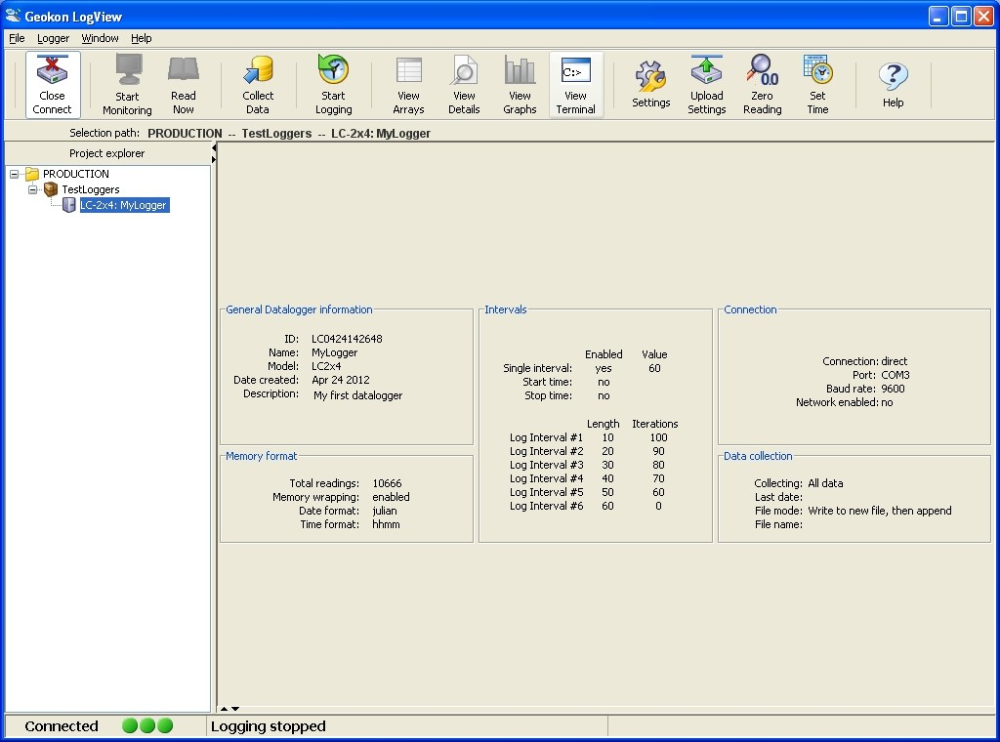 Geokon LogView
File Logger Window Help
Close Connect
Start Monitoring
Read Now
Collect Data
Start Logging
View Arrays
View Details
View Graphs
C:>
View Terminal
Settings
Upload Settings
0.0
Zero Reading
Set Time
?
Help
Selection path: PRODUCTION -- TestLoggers -- LC-2x4: MyLogger
Project explorer
PRODUCTION
TestLoggers
LC-2x4: MyLogger
General Datalogger information
ID: LC0424142648
Name: MyLogger
Model: LC2x4
Date created: Apr 24 2012
Description: My first datalogger
Memory format
Total readings: 10666
Memory wrapping: enabled
Date format: julian
Time format: hhmm
Intervals
Enabled Value
Single interval: yes 60
Start time: no
Stop time: no
Length Iterations
Log Interval #1 10 100
Log Interval #2 20 90
Log Interval #3 30 80
Log Interval #4 40 70
Log Interval #5 50 60
Log Interval #6 60 0
Connection
Connection: direct
Port: COM3
Baud rate: 9600
Network enabled: no
Data collection
Collecting: All data
Last date:
File mode: Write to new file, then append
File name:
Connected
Logging stopped